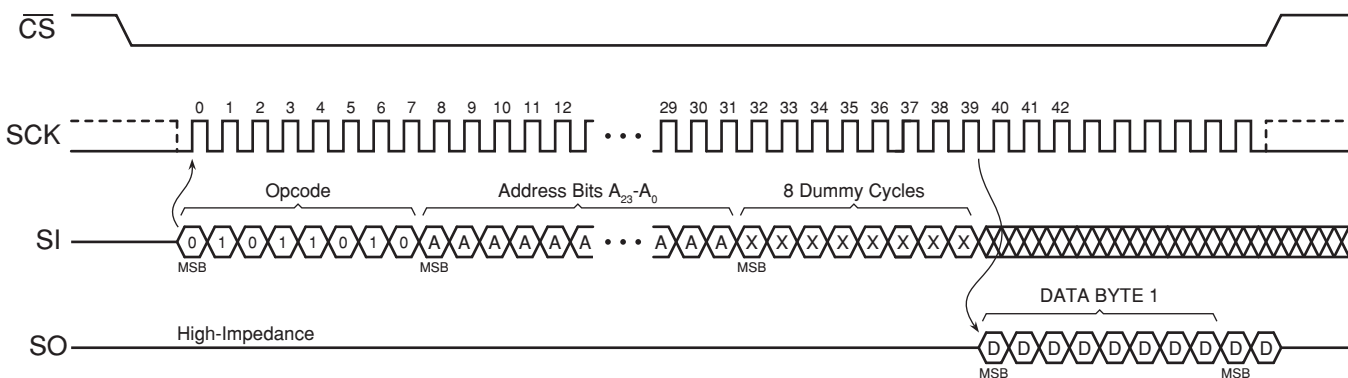 CS
0 1 2 3 4 5 6 7 8 9 10 11 12 29 30 31 32 33 34 35 36 37 38 39 40 41 42
SCK
Opcode Address Bits A23-A0 8 Dummy Cycles
SI 0 1 0 1 1 0 1 0 A A A A A A A A A X X X X X X X X
MSB MSB MSB
DATA BYTE 1
High-Impedance
SO D D D D D D D D D D
MSB MSB